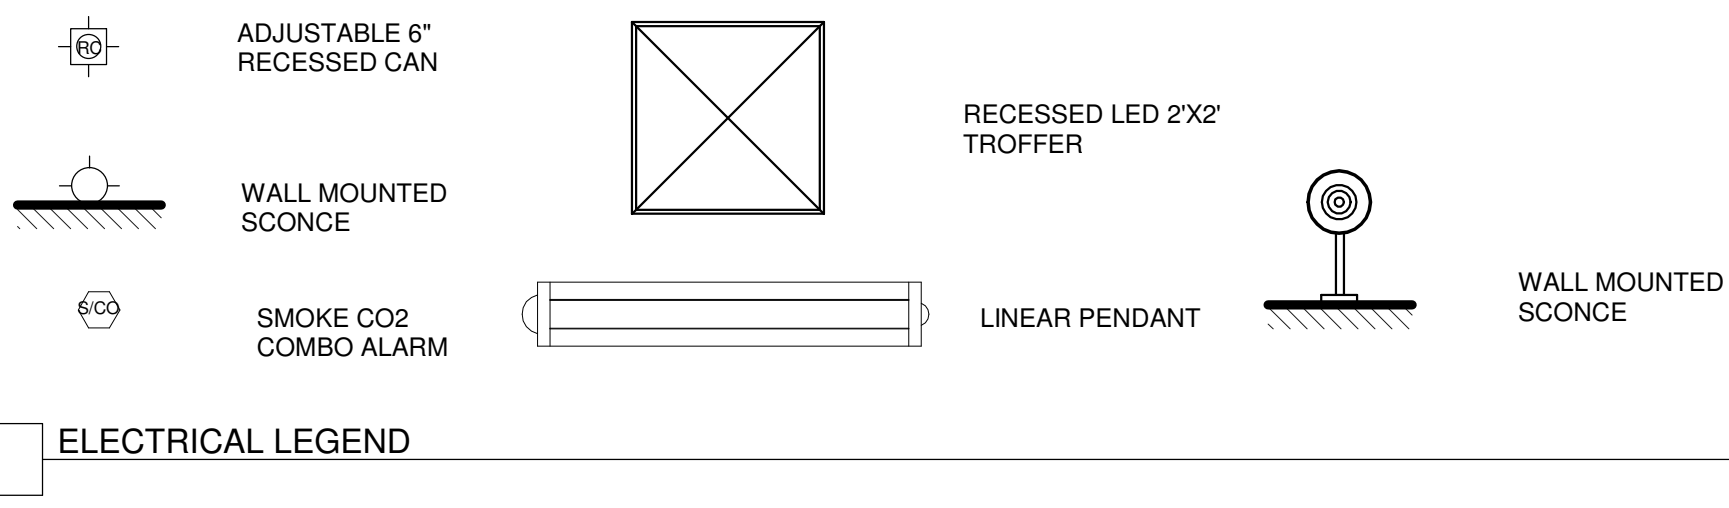 RC
ADJUSTABLE 6"
RECESSED CAN
WALL MOUNTED
SCONCE
S/CO
SMOKE CO2
COMBO ALARM
RECESSED LED 2'X2'
TROFFER
LINEAR PENDANT
WALL MOUNTED
SCONCE
ELECTRICAL LEGEND